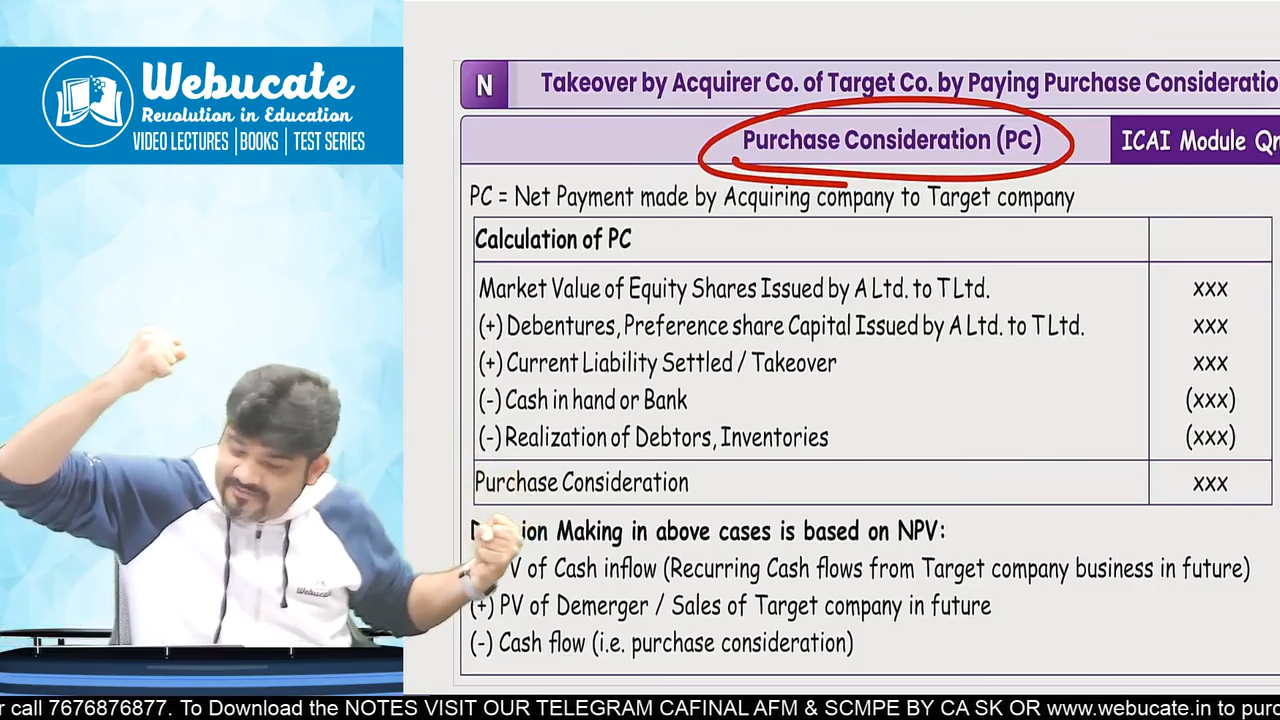 Webucate
Revolution in Education
VIDEO LECTURES | BOOKS | TEST SERIES
N
Takeover by Acquirer Co. of Target Co. by Paying Purchase Consideratio
Purchase Consideration (PC)
ICAI Module Qn
PC = Net Payment made by Acquiring company to Target company
Calculation of PC
Market Value of Equity Shares Issued by A Ltd. to T Ltd. xxx
(+) Debentures, Preference share Capital Issued by A Ltd. to T Ltd. xxx
(+) Current Liability Settled / Takeover xxx
(-) Cash in hand or Bank (xxx)
(-) Realization of Debtors, Inventories (xxx)
Purchase Consideration xxx
ion Making in above cases is based on NPV:
V of Cash inflow (Recurring Cash flows from Target company business in future)
(+) PV of Demerger / Sales of Target company in future
(-) Cash flow (i.e. purchase consideration)
Webucate
r call 7676876877. To Download the NOTES VISIT OUR TELEGRAM CAFINAL AFM & SCMPE BY CA SK OR www.webucate.in to purc